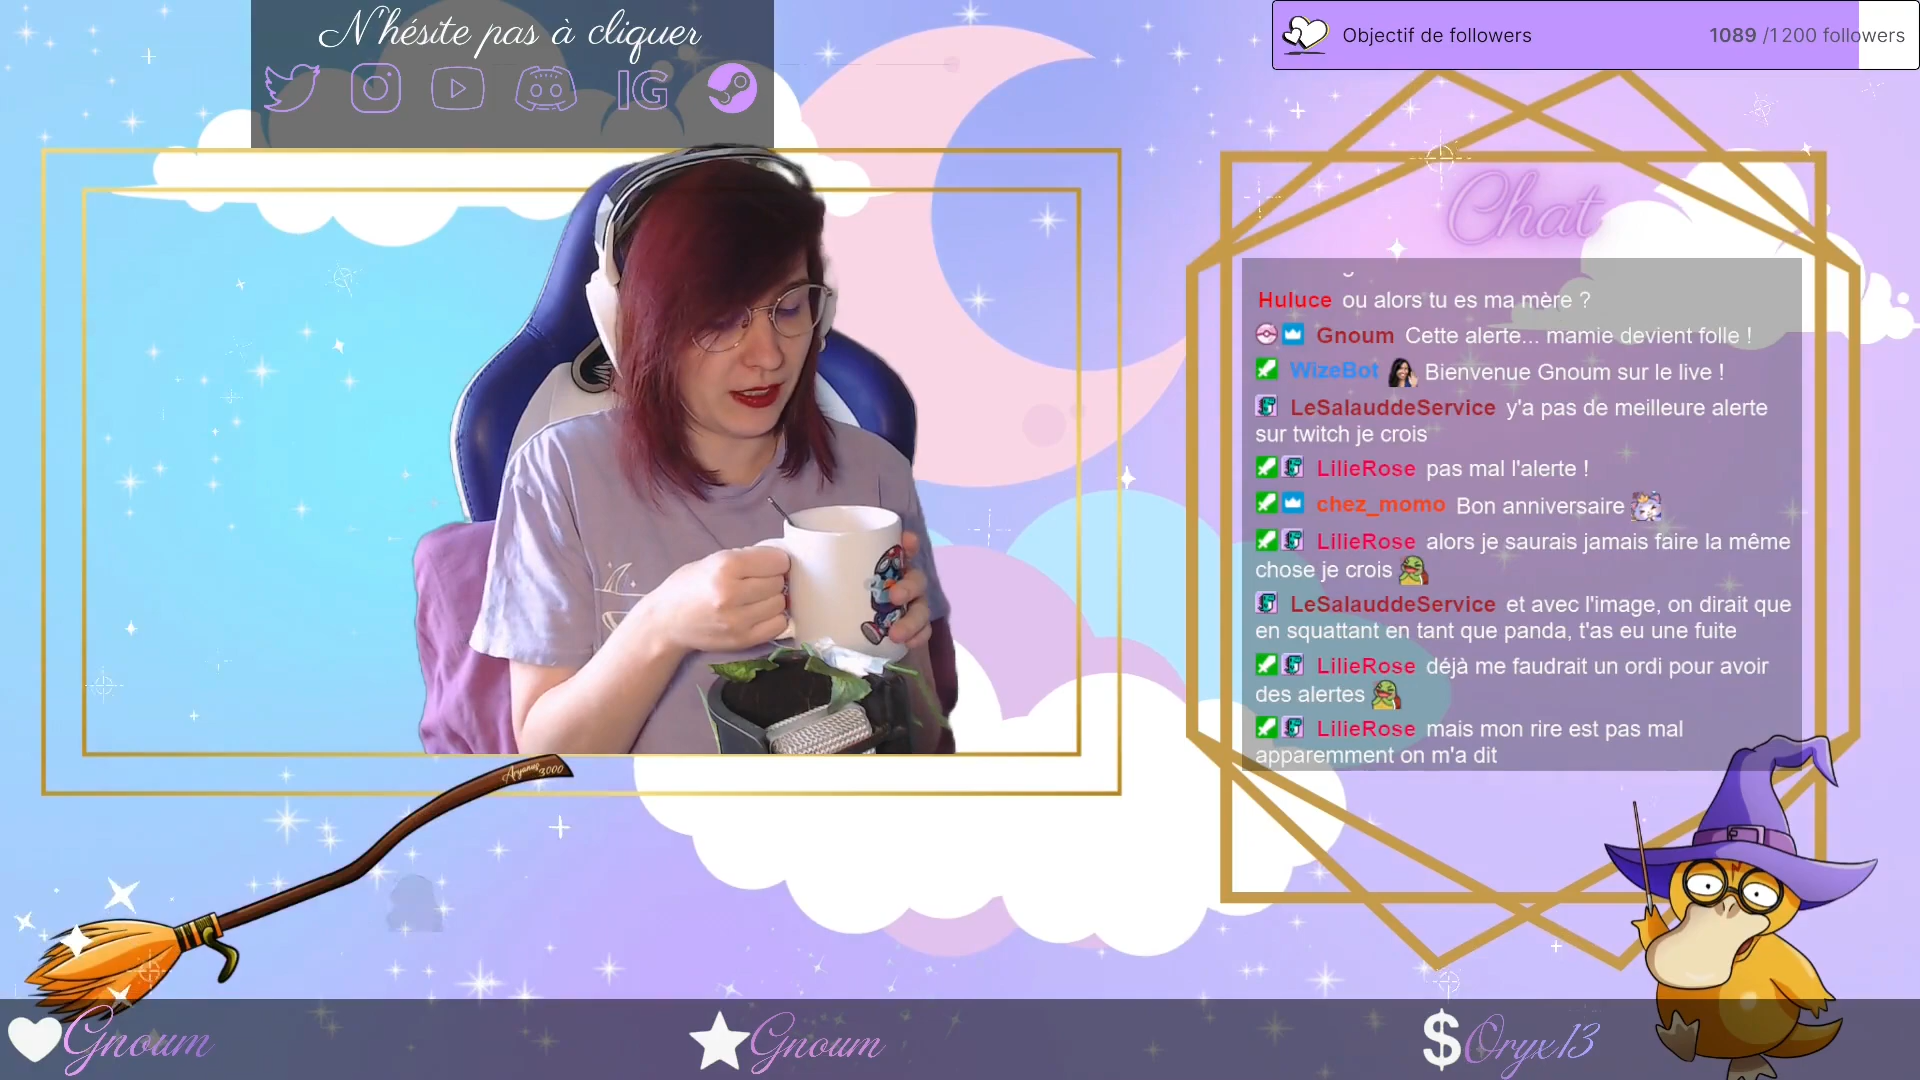 N'hésite pas à cliquer
IG
Objectif de followers
1089 /1 200 followers
Chat
Huluce ou alors tu es ma mère ?
Gnoum Cette alerte... mamie devient folle !
WizeBot Bienvenue Gnoum sur le live !
LeSalauddeService y'a pas de meilleure alerte
sur twitch je crois
LilieRose pas mal l'alerte !
chez_momo Bon anniversaire
LilieRose alors je saurais jamais faire la même
chose je crois
LeSalauddeService et avec l'image, on dirait que
en squattant en tant que panda, t'as eu une fuite
LilieRose déjà me faudrait un ordi pour avoir
des alertes
LilieRose mais mon rire est pas mal
apparemment on m'a dit
Aryanus 3000
Gnoum
Gnoum
$ Oryx13